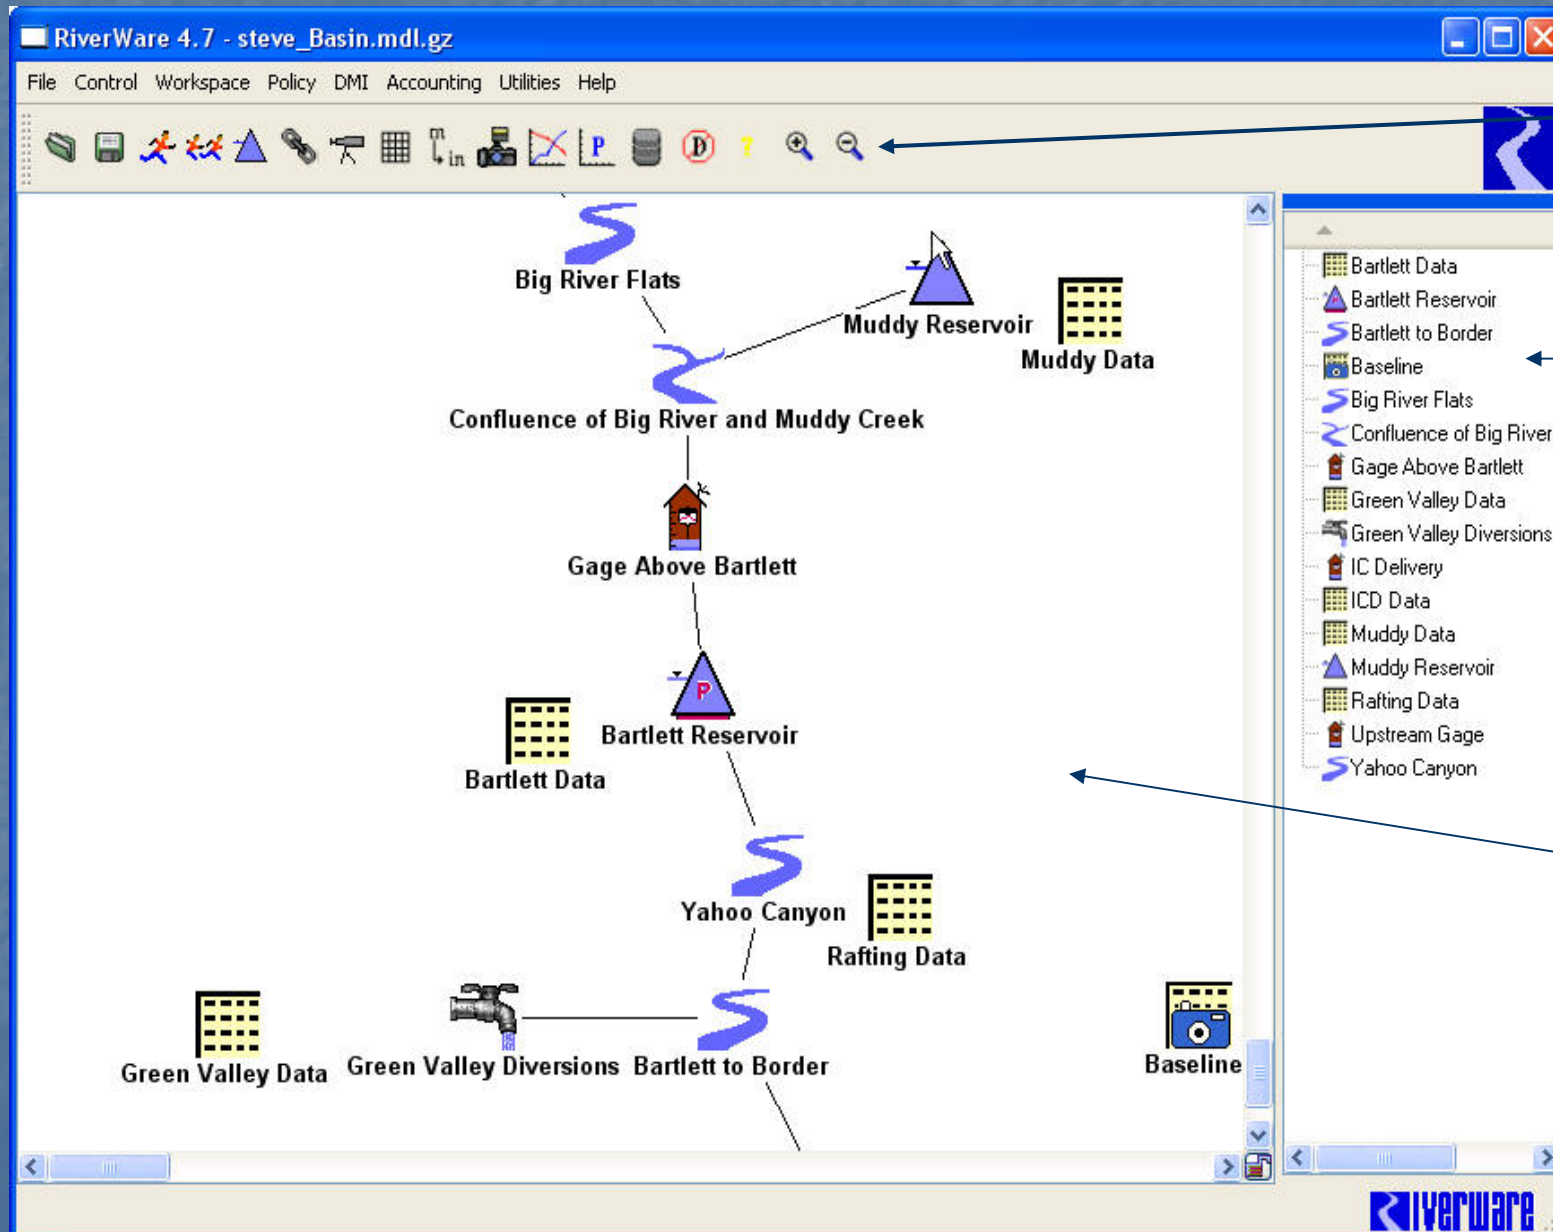 RiverWare 4.7 - steve_Basin.mdl.gz
File Control Workspace Policy DMI Accounting Utilities Help
m
in
P
D
?
Big River Flats
Muddy Reservoir
Muddy Data
Confluence of Big River and Muddy Creek
Gage Above Bartlett
P
Bartlett Reservoir
Bartlett Data
Yahoo Canyon
Rafting Data
Green Valley Data
Green Valley Diversions
Bartlett to Border
Baseline
Bartlett Data
Bartlett Reservoir
Bartlett to Border
Baseline
Big River Flats
Confluence of Big River
Gage Above Bartlett
Green Valley Data
Green Valley Diversions
IC Delivery
ICD Data
Muddy Data
Muddy Reservoir
Rafting Data
Upstream Gage
Yahoo Canyon
RIVERWARE